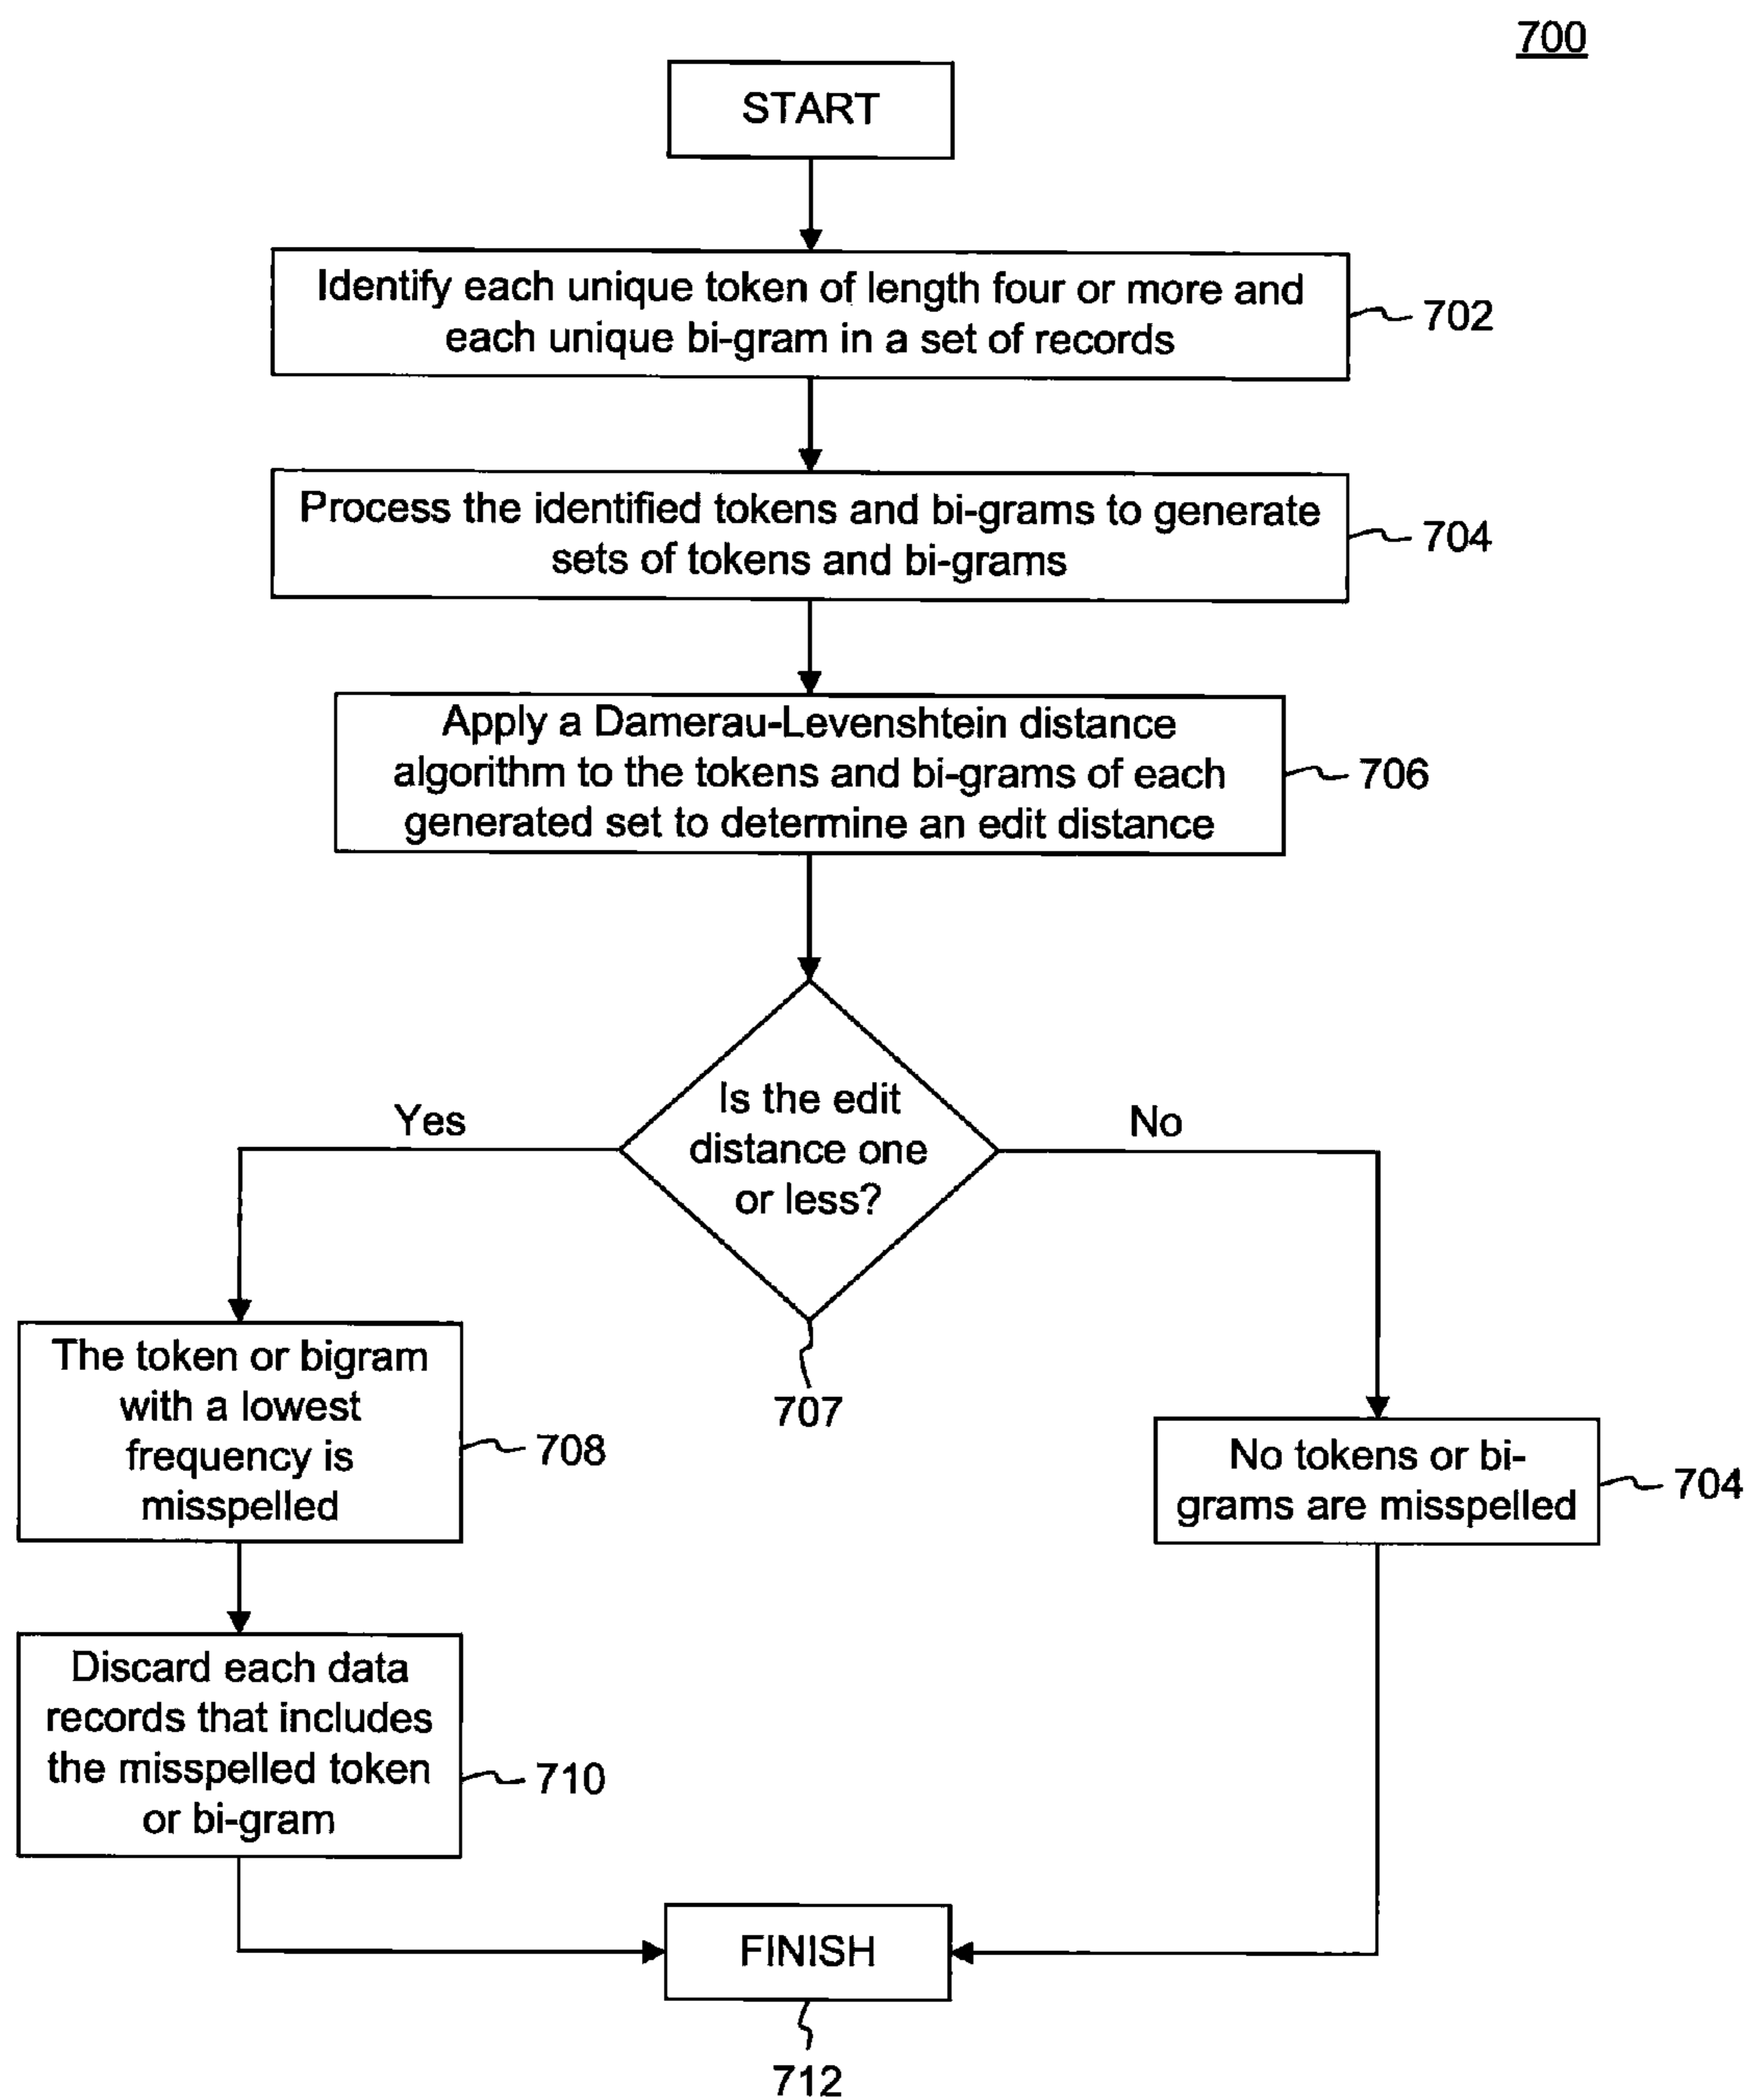 700
START
Identify each unique token of length four or more and
each unique bi-gram in a set of records
702
Process the identified tokens and bi-grams to generate
sets of tokens and bi-grams
704
Apply a Damerau-Levenshtein distance
algorithm to the tokens and bi-grams of each
generated set to determine an edit distance
706
Is the edit
distance one
or less?
707
Yes
No
The token or bigram
with a lowest
frequency is
misspelled
708
No tokens or bi-
grams are misspelled
704
Discard each data
records that includes
the misspelled token
or bi-gram
710
FINISH
712